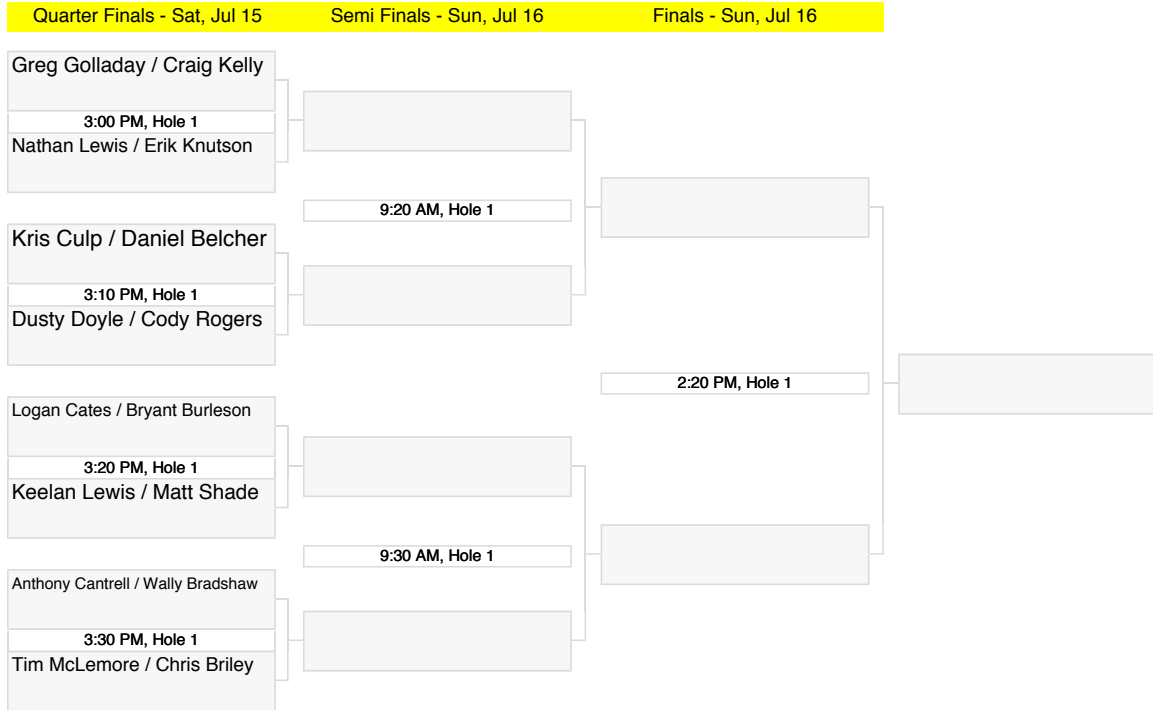 Quarter Finals - Sat, Jul 15
Semi Finals - Sun, Jul 16
Finals - Sun, Jul 16
Greg Golladay / Craig Kelly
3:00 PM, Hole 1
Nathan Lewis / Erik Knutson
9:20 AM, Hole 1
Kris Culp / Daniel Belcher
3:10 PM, Hole 1
Dusty Doyle / Cody Rogers
2:20 PM, Hole 1
Logan Cates / Bryant Burleson
3:20 PM, Hole 1
Keelan Lewis / Matt Shade
9:30 AM, Hole 1
Anthony Cantrell / Wally Bradshaw
3:30 PM, Hole 1
Tim McLemore / Chris Briley